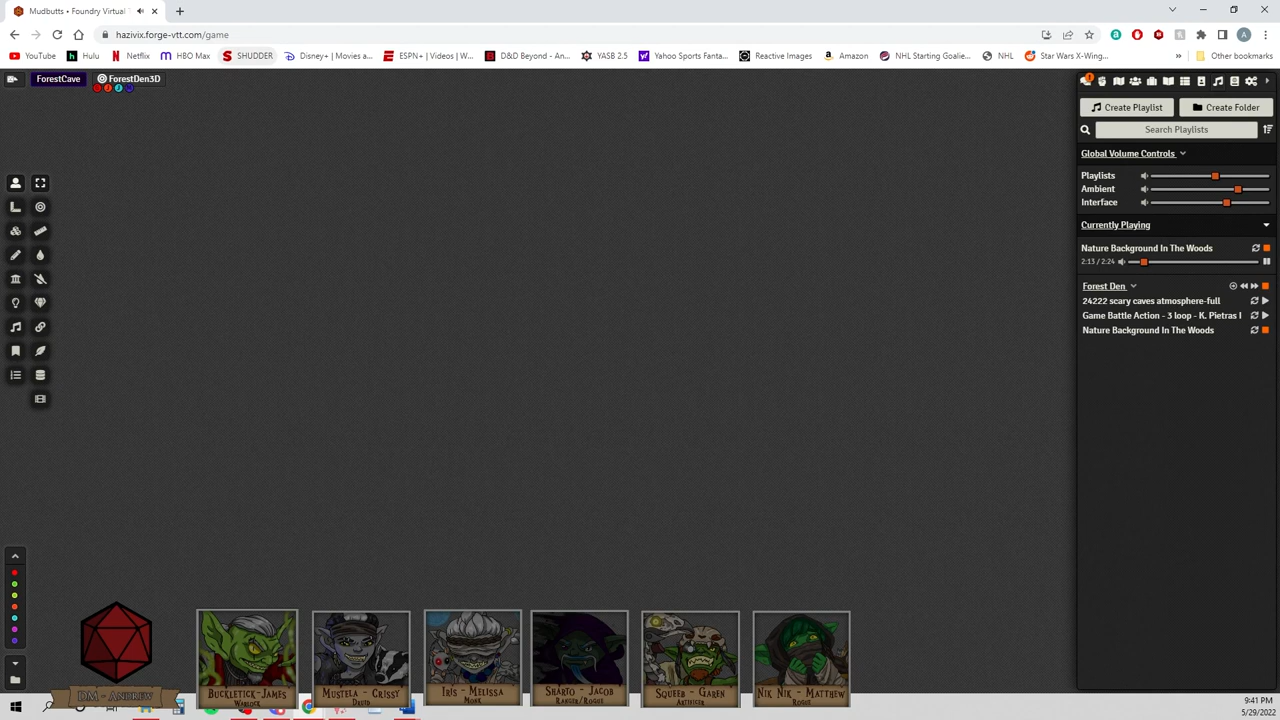 Mudbutts • Foundry Virtual T
hazivix.forge-vtt.com/game
YouTube
Hulu
Netflix
HBO Max
SHUDDER
Disney+ | Movies a...
ESPN+ | Videos | W...
D&D Beyond - An...
YASB 2.5
Yahoo Sports Fanta...
Reactive Images
Amazon
NHL Starting Goalie...
NHL
Star Wars X-Wing...
»
Other bookmarks
ForestCave
ForestDen3D
Create Playlist
Create Folder
Search Playlists
Global Volume Controls
Playlists
Ambient
Interface
Currently Playing
Nature Background In The Woods
2:13 / 2:24
Forest Den
24222 scary caves atmosphere-full
Game Battle Action - 3 loop - K. Pietras I
Nature Background In The Woods
DM - Andrew
Buckletick-James
Warlock
Mustela - Crissy
Druid
Iris - Melissa
Monk
Sharto - Jacob
Ranger/Rogue
Squeeb - Garen
Artificer
Nik Nik - Matthew
Rogue
9:41 PM
5/29/2022